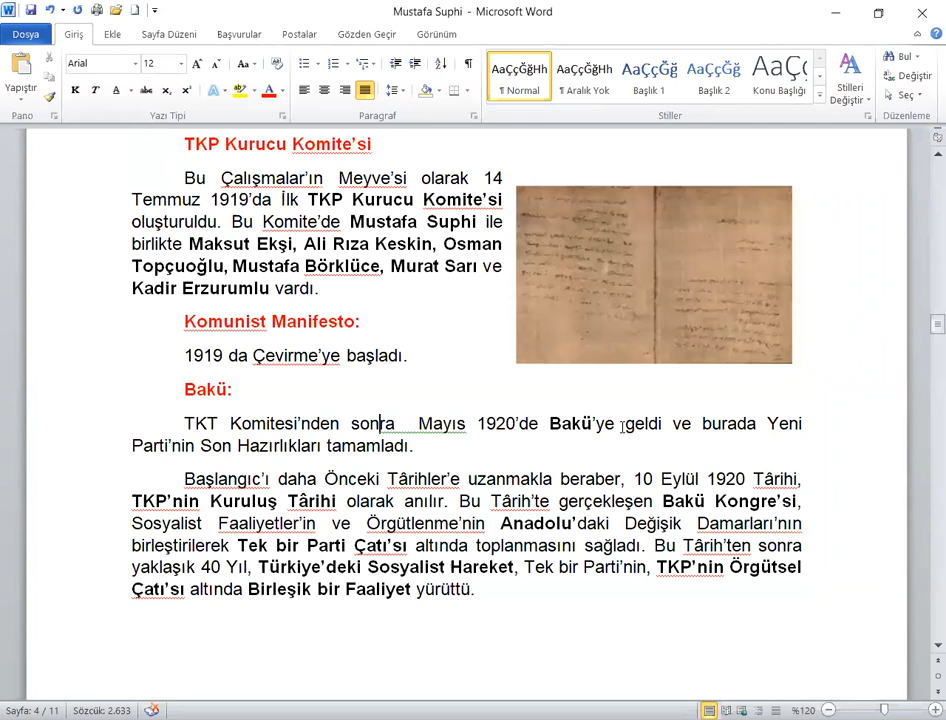 Mustafa Suphi - Microsoft Word
Dosya Giriş Ekle Sayfa Düzeni Başvurular Postalar Gözden Geçir Görünüm
Yapıştır
Arial 12
AaÇçĞğHh AaÇçĞğHh AaÇçĞğ AaÇçĞğ
¶ Normal ¶ Aralık Yok Başlık 1 Başlık 2 Konu Başlığı
Stilleri Değiştir
Bul
Değiştir
Seç
Pano Yazı Tipi Paragraf Stiller Düzenleme
TKP Kurucu Komite’si
Bu Çalışmalar’ın Meyve’si olarak 14
Temmuz 1919’da İlk TKP Kurucu Komite’si
oluşturuldu. Bu Komite’de Mustafa Suphi ile
birlikte Maksut Ekşi, Ali Rıza Keskin, Osman
Topçuoğlu, Mustafa Börklüce, Murat Sarı ve
Kadir Erzurumlu vardı.
Komunist Manifesto:
1919 da Çevirme’ye başladı.
Bakü:
TKT Komitesi’nden sonra Mayıs 1920’de Bakü’ye geldi ve burada Yeni
Parti’nin Son Hazırlıkları tamamladı.
Başlangıc’ı daha Önceki Târihler’e uzanmakla beraber, 10 Eylül 1920 Târihi,
TKP’nin Kuruluş Târihi olarak anılır. Bu Târih’te gerçekleşen Bakü Kongre’si,
Sosyalist Faaliyetler’in ve Örgütlenme’nin Anadolu’daki Değişik Damarları’nın
birleştirilerek Tek bir Parti Çatı’sı altında toplanmasını sağladı. Bu Târih’ten sonra
yaklaşık 40 Yıl, Türkiye’deki Sosyalist Hareket, Tek bir Parti’nin, TKP’nin Örgütsel
Çatı’sı altında Birleşik bir Faaliyet yürüttü.
Sayfa: 4 / 11 Sözcük: 2.633 %120